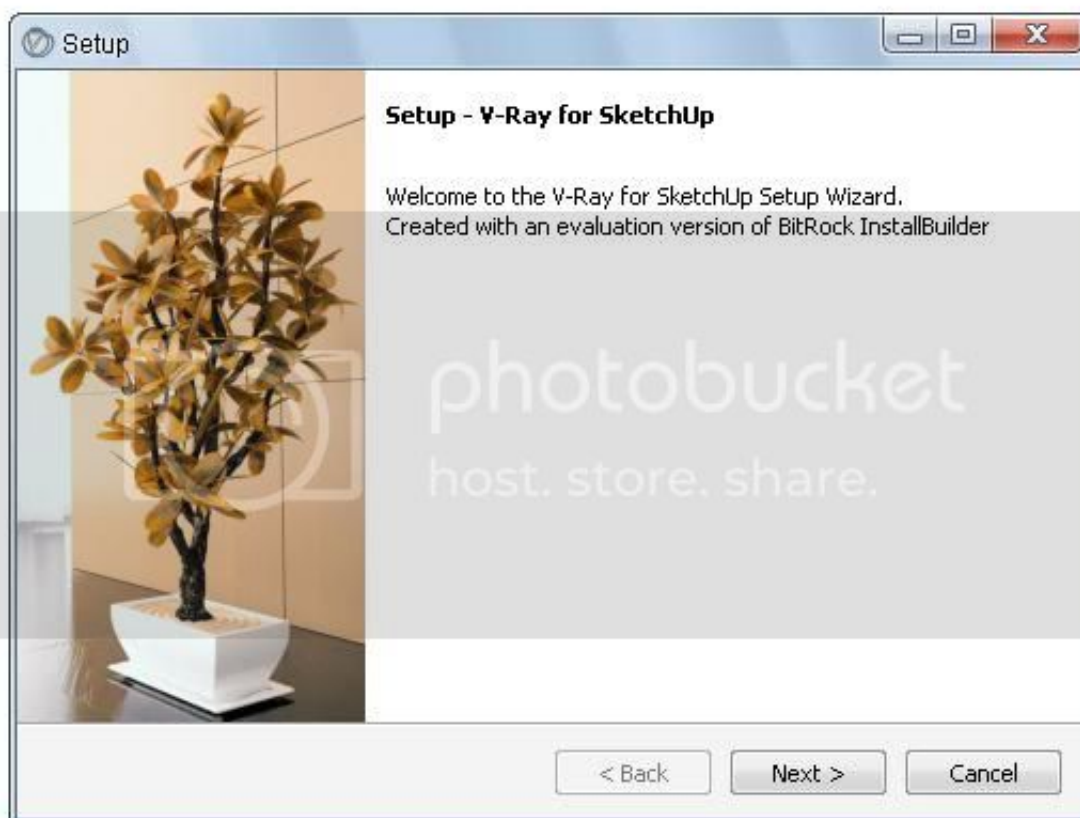 Setup
Setup - V-Ray for SketchUp
Welcome to the V-Ray for SketchUp Setup Wizard.
Created with an evaluation version of BitRock InstallBuilder
photobucket
host. store. share.
< Back
Next >
Cancel